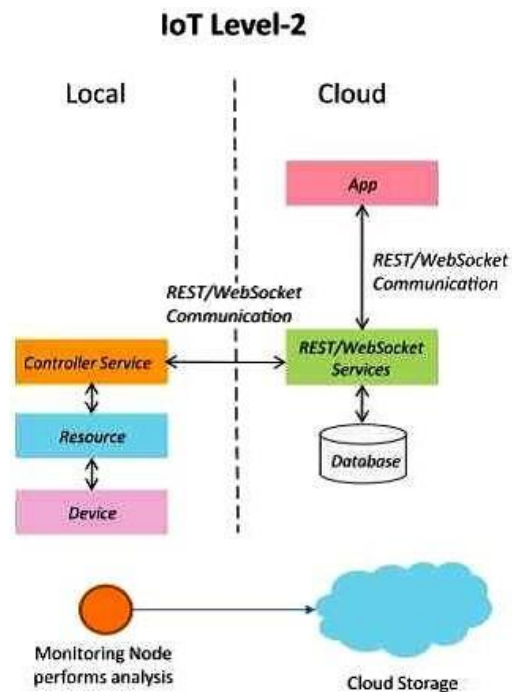 IoT Level-2
Local
Cloud
App
REST/WebSocket
Communication
REST/WebSocket
Communication
Controller Service
REST/WebSocket
Services
Resource
Database
Device
Monitoring Node
performs analysis
Cloud Storage